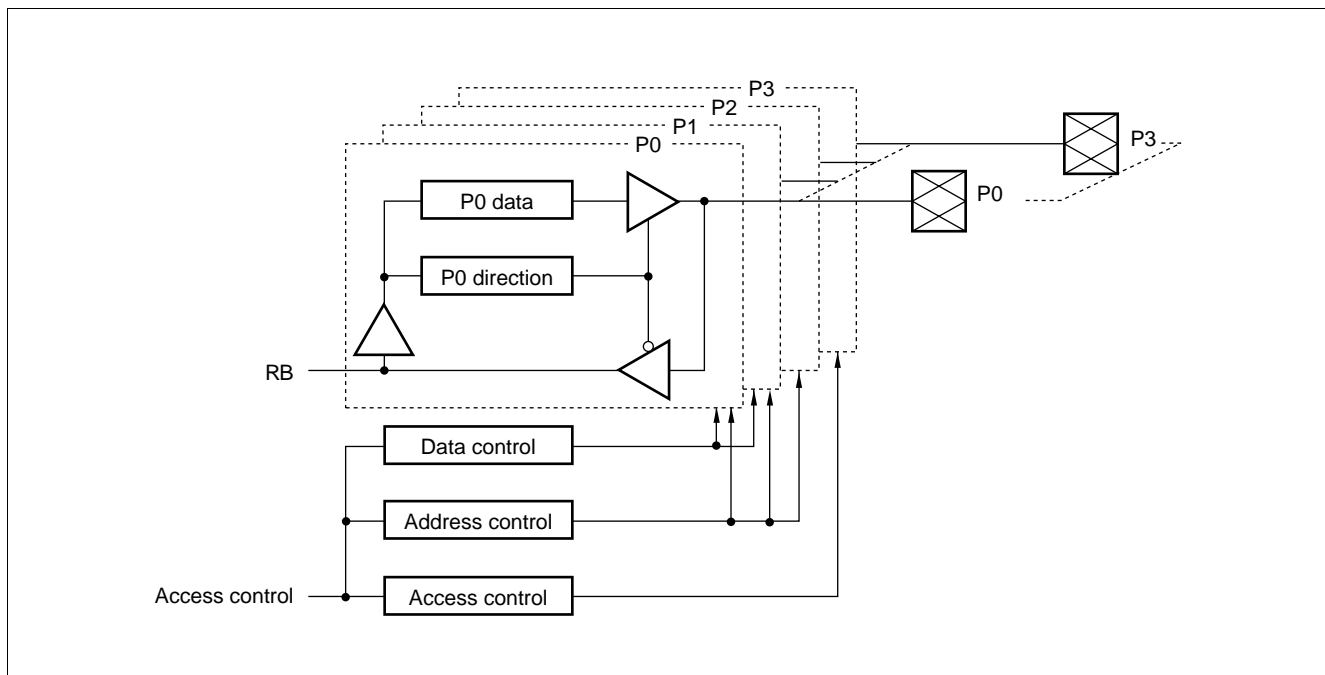 P3
P2
P1
P0
P3
P0 data
P0
P0 direction
RB
Data control
Address control
Access control
Access control